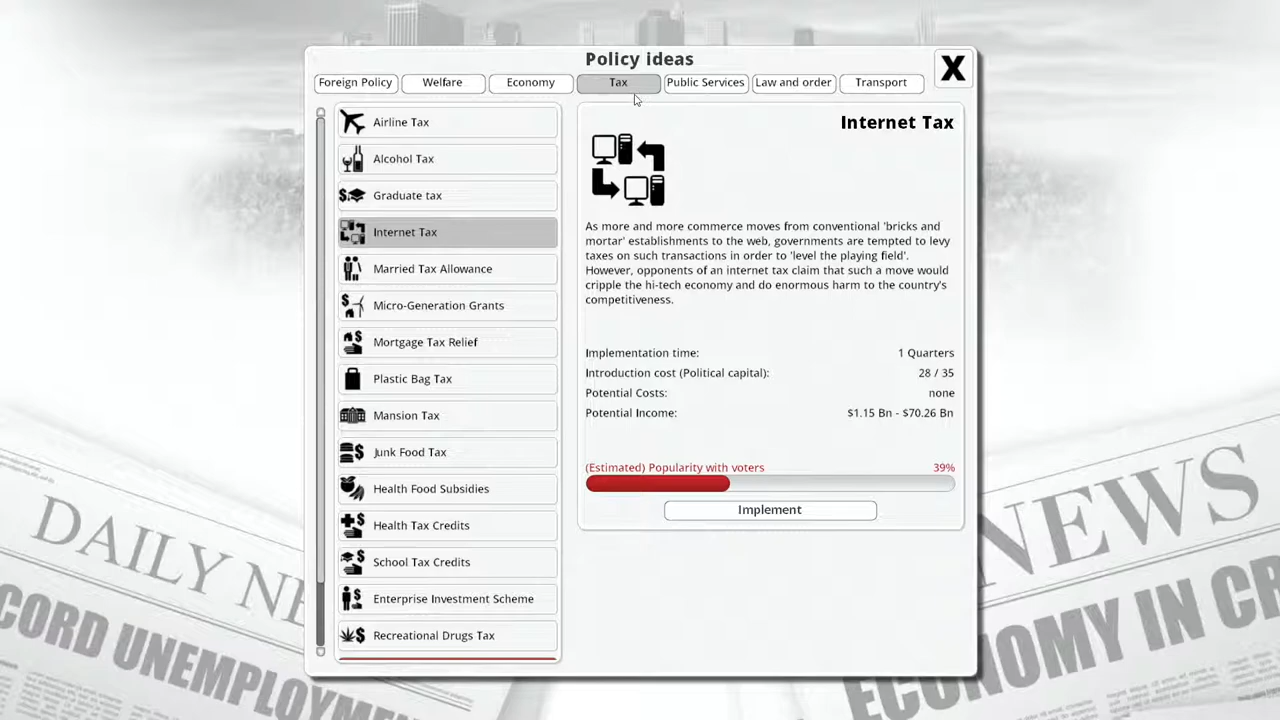 Policy ideas
X
Foreign Policy
Welfare
Economy
Tax
Public Services
Law and order
Transport
Airline Tax
Alcohol Tax
Graduate tax
Internet Tax
Married Tax Allowance
Micro-Generation Grants
Mortgage Tax Relief
Plastic Bag Tax
Mansion Tax
Junk Food Tax
Health Food Subsidies
Health Tax Credits
School Tax Credits
Enterprise Investment Scheme
Recreational Drugs Tax
Internet Tax
As more and more commerce moves from conventional 'bricks and
mortar' establishments to the web, governments are tempted to levy
taxes on such transactions in order to 'level the playing field'.
However, opponents of an internet tax claim that such a move would
cripple the hi-tech economy and do enormous harm to the country's
competitiveness.
Implementation time: 1 Quarters
Introduction cost (Political capital): 28 / 35
Potential Costs: none
Potential Income: $1.15 Bn - $70.26 Bn
(Estimated) Popularity with voters 39%
Implement
DAILY NE
CORD UNEMPLOYM
NEWS
ECONOMY IN CR